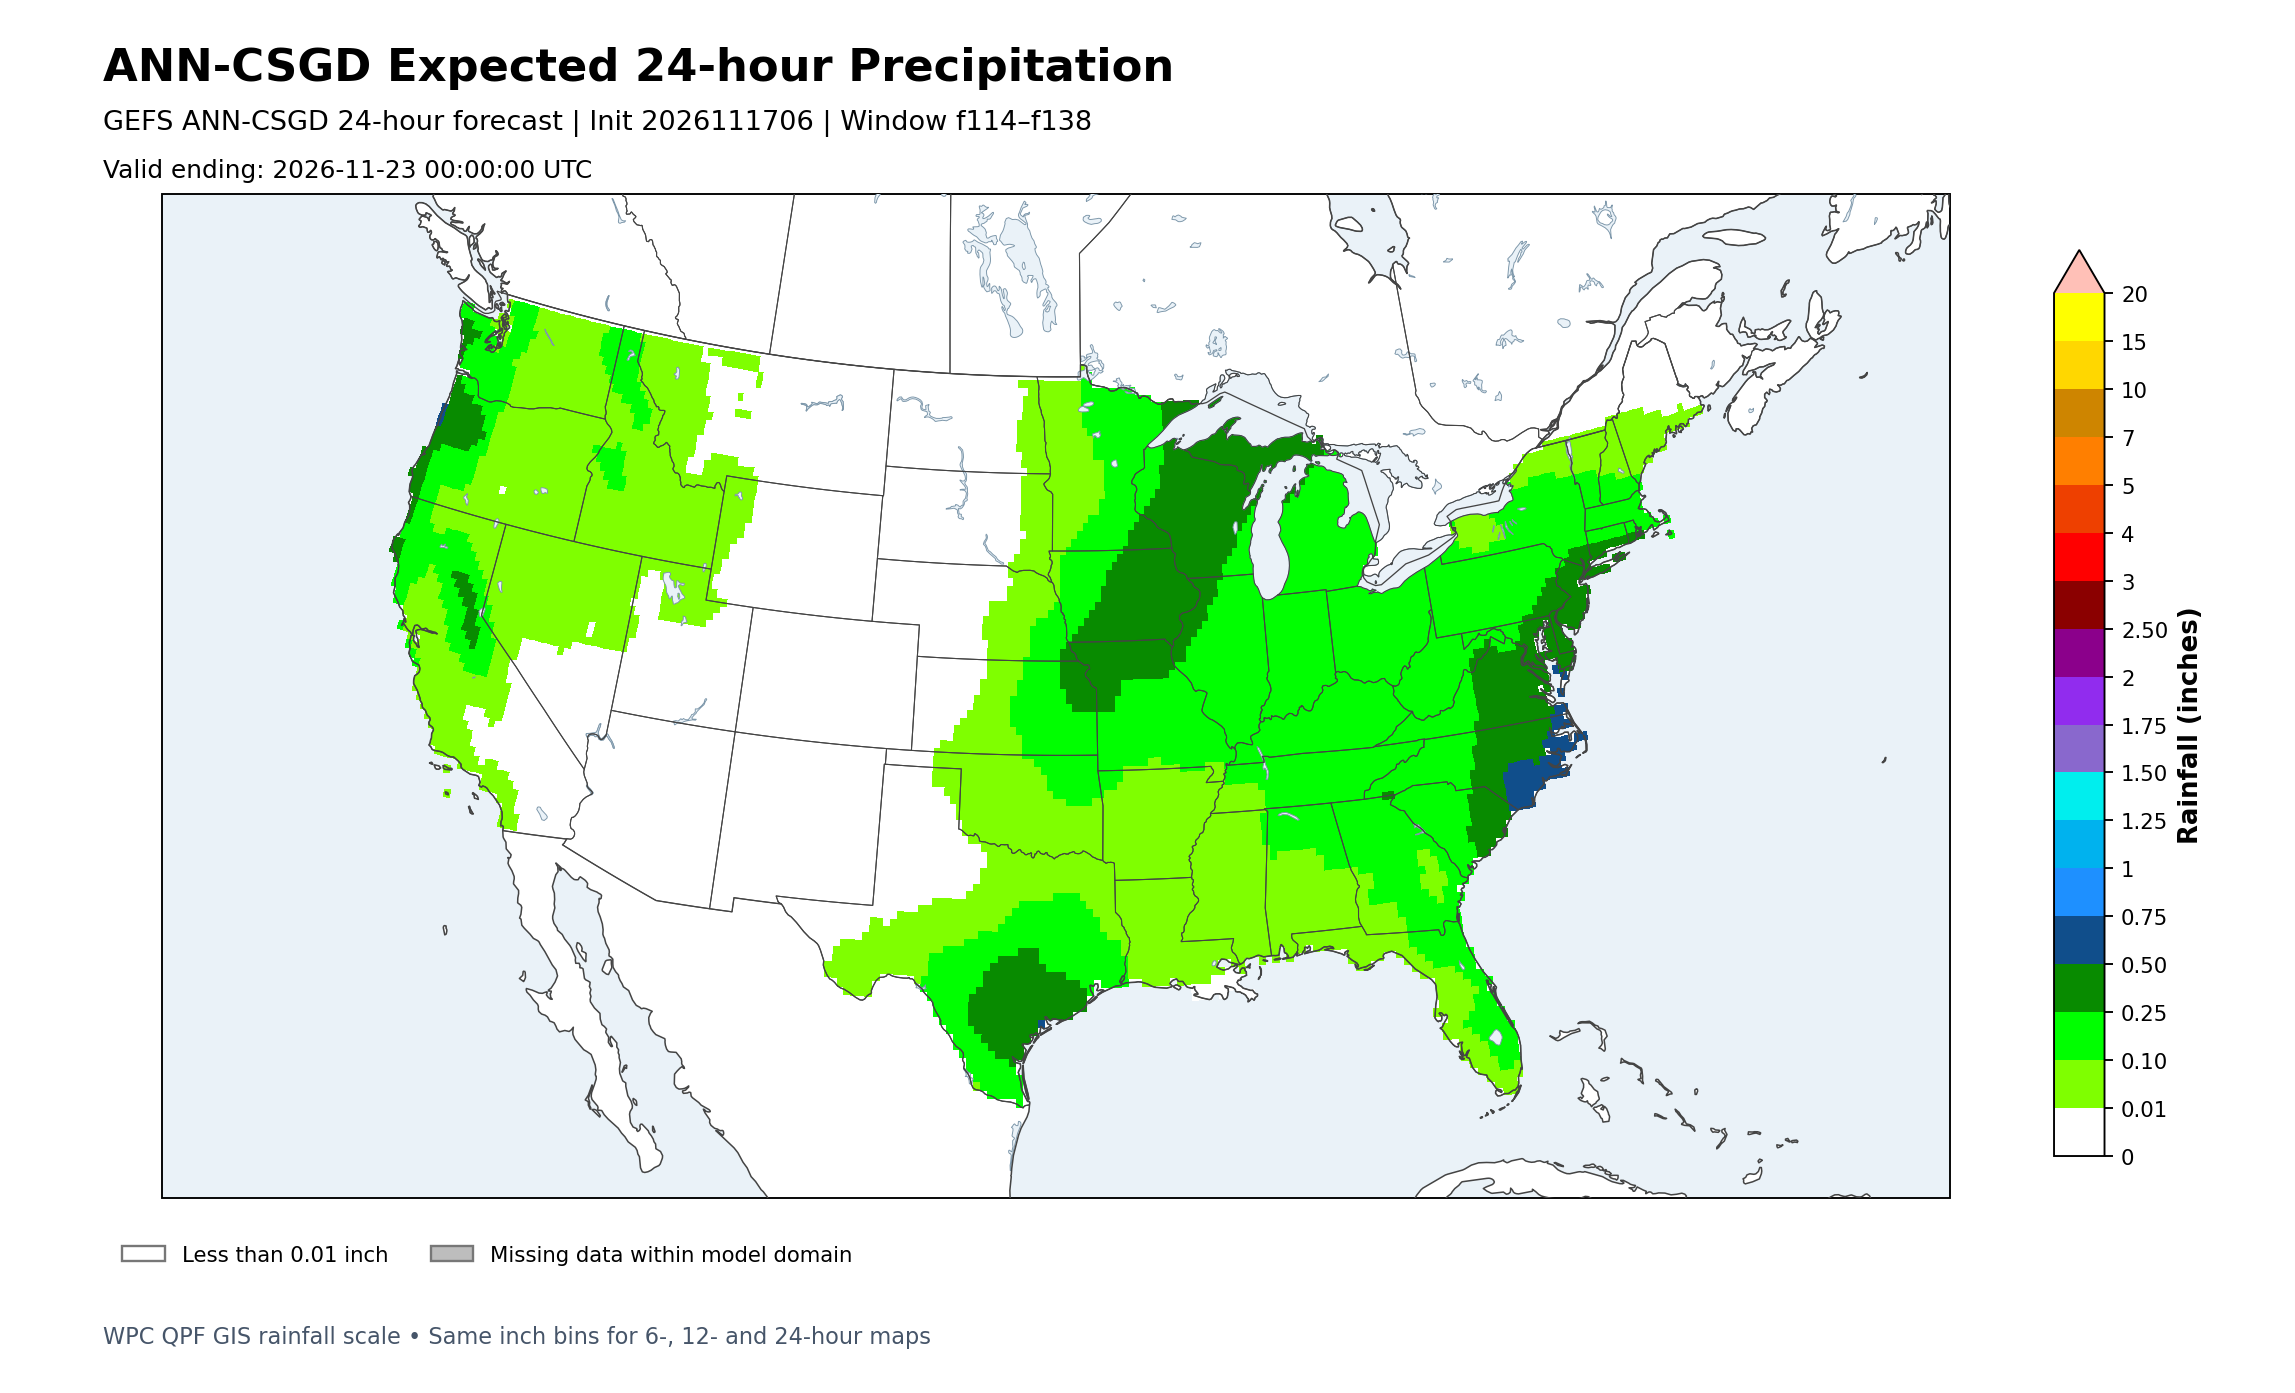 ANN-CSGD Expected 24-hour Precipitation
GEFS ANN-CSGD 24-hour forecast | Init 2026111706 | Window f114–f138
Valid ending: 2026-11-23 00:00:00 UTC
20
15
10
7
5
4
3
2.50
2
1.75
1.50
1.25
1
0.75
0.50
0.25
0.10
0.01
0
Rainfall (inches)
Less than 0.01 inch
Missing data within model domain
WPC QPF GIS rainfall scale • Same inch bins for 6-, 12- and 24-hour maps